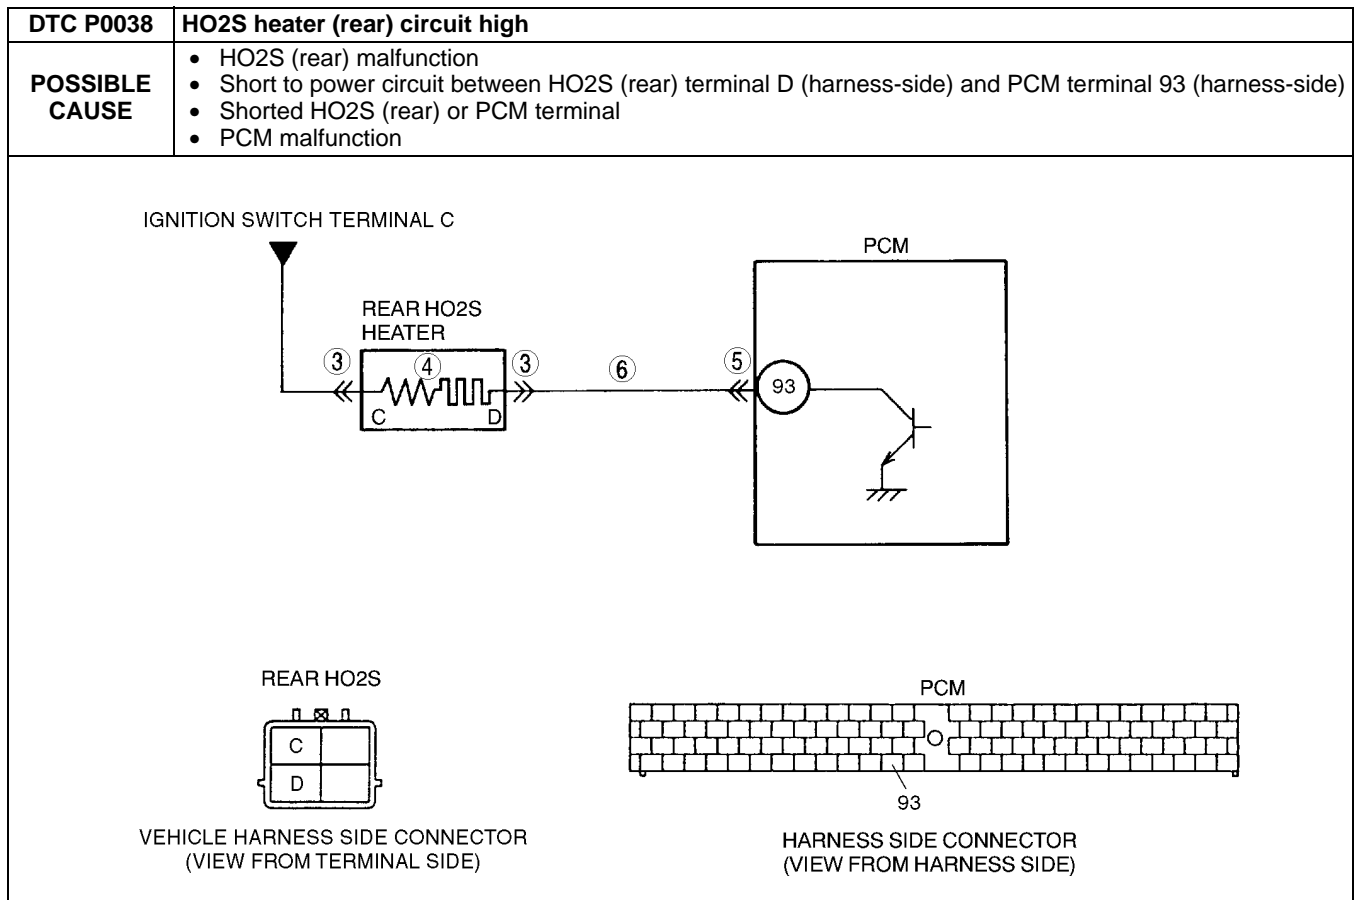 DTC P0038 HO2S heater (rear) circuit high
POSSIBLE CAUSE
• HO2S (rear) malfunction
• Short to power circuit between HO2S (rear) terminal D (harness-side) and PCM terminal 93 (harness-side)
• Shorted HO2S (rear) or PCM terminal
• PCM malfunction
IGNITION SWITCH TERMINAL C
PCM
REAR HO2S
HEATER
3 4 3 6 5
93
C D
REAR HO2S
C
D
VEHICLE HARNESS SIDE CONNECTOR
(VIEW FROM TERMINAL SIDE)
PCM
93
HARNESS SIDE CONNECTOR
(VIEW FROM HARNESS SIDE)